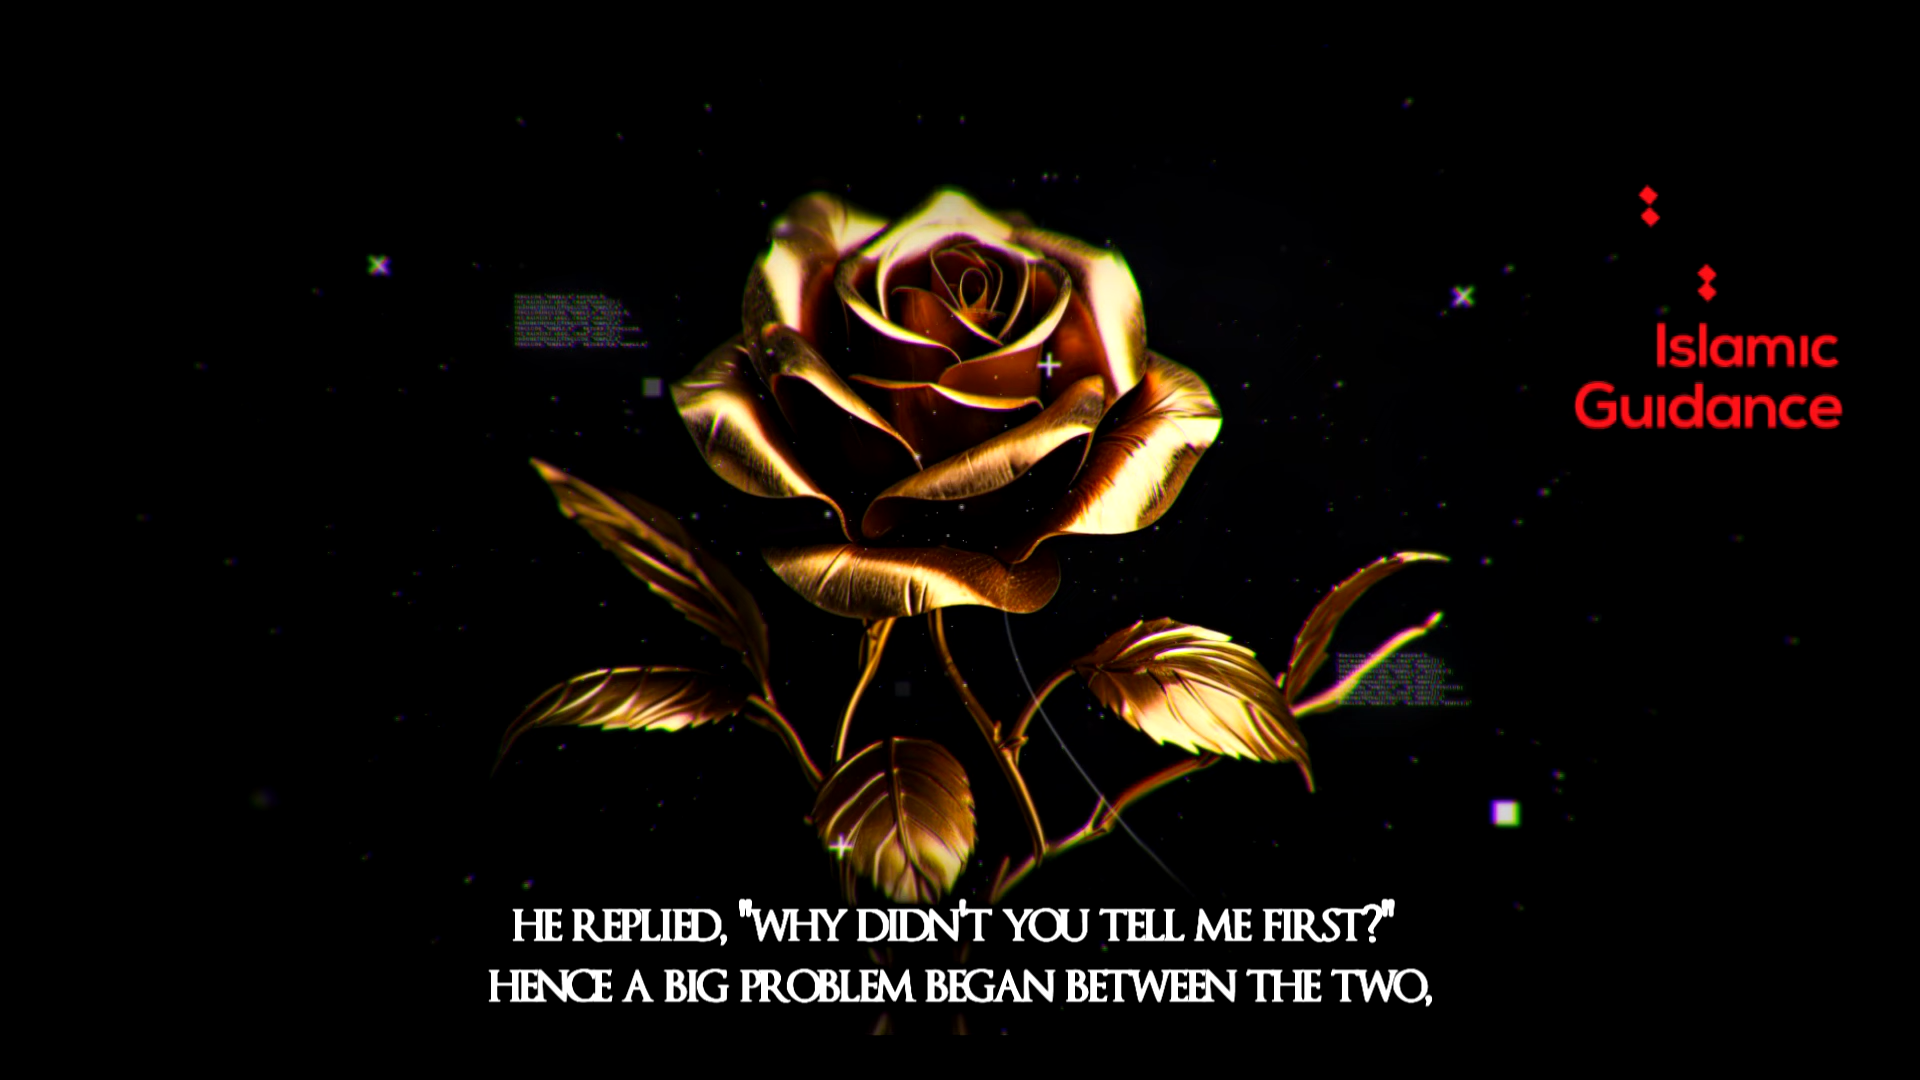 Islamic
Guidance
HE REPLIED, "WHY DIDN'T YOU TELL ME FIRST?"
HENCE A BIG PROBLEM BEGAN BETWEEN THE TWO,